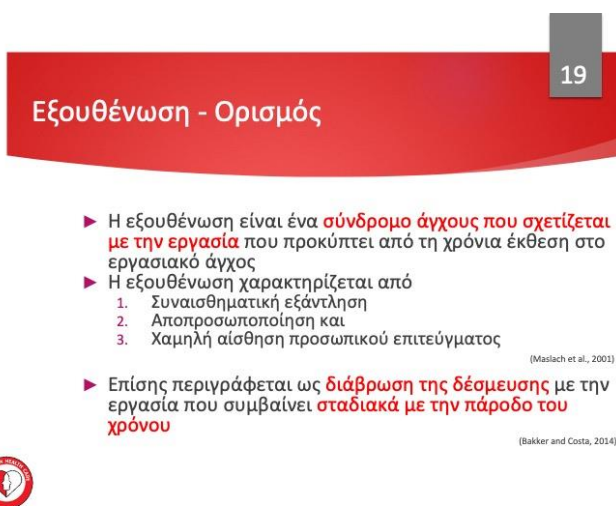 19
Εξουθένωση - Ορισμός
► Η εξουθένωση είναι ένα σύνδρομο άγχους που σχετίζεται
με την εργασία που προκύπτει από τη χρόνια έκθεση στο
εργασιακό άγχος
► Η εξουθένωση χαρακτηρίζεται από
1. Συναισθηματική εξάντληση
2. Αποπροσωποποίηση και
3. Χαμηλή αίσθηση προσωπικού επιτεύγματος
(Maslach et al., 2001)
► Επίσης περιγράφεται ως διάβρωση της δέσμευσης με την
εργασία που συμβαίνει σταδιακά με την πάροδο του
χρόνου
(Bakker and Costa, 2014)
HEALTH CARE